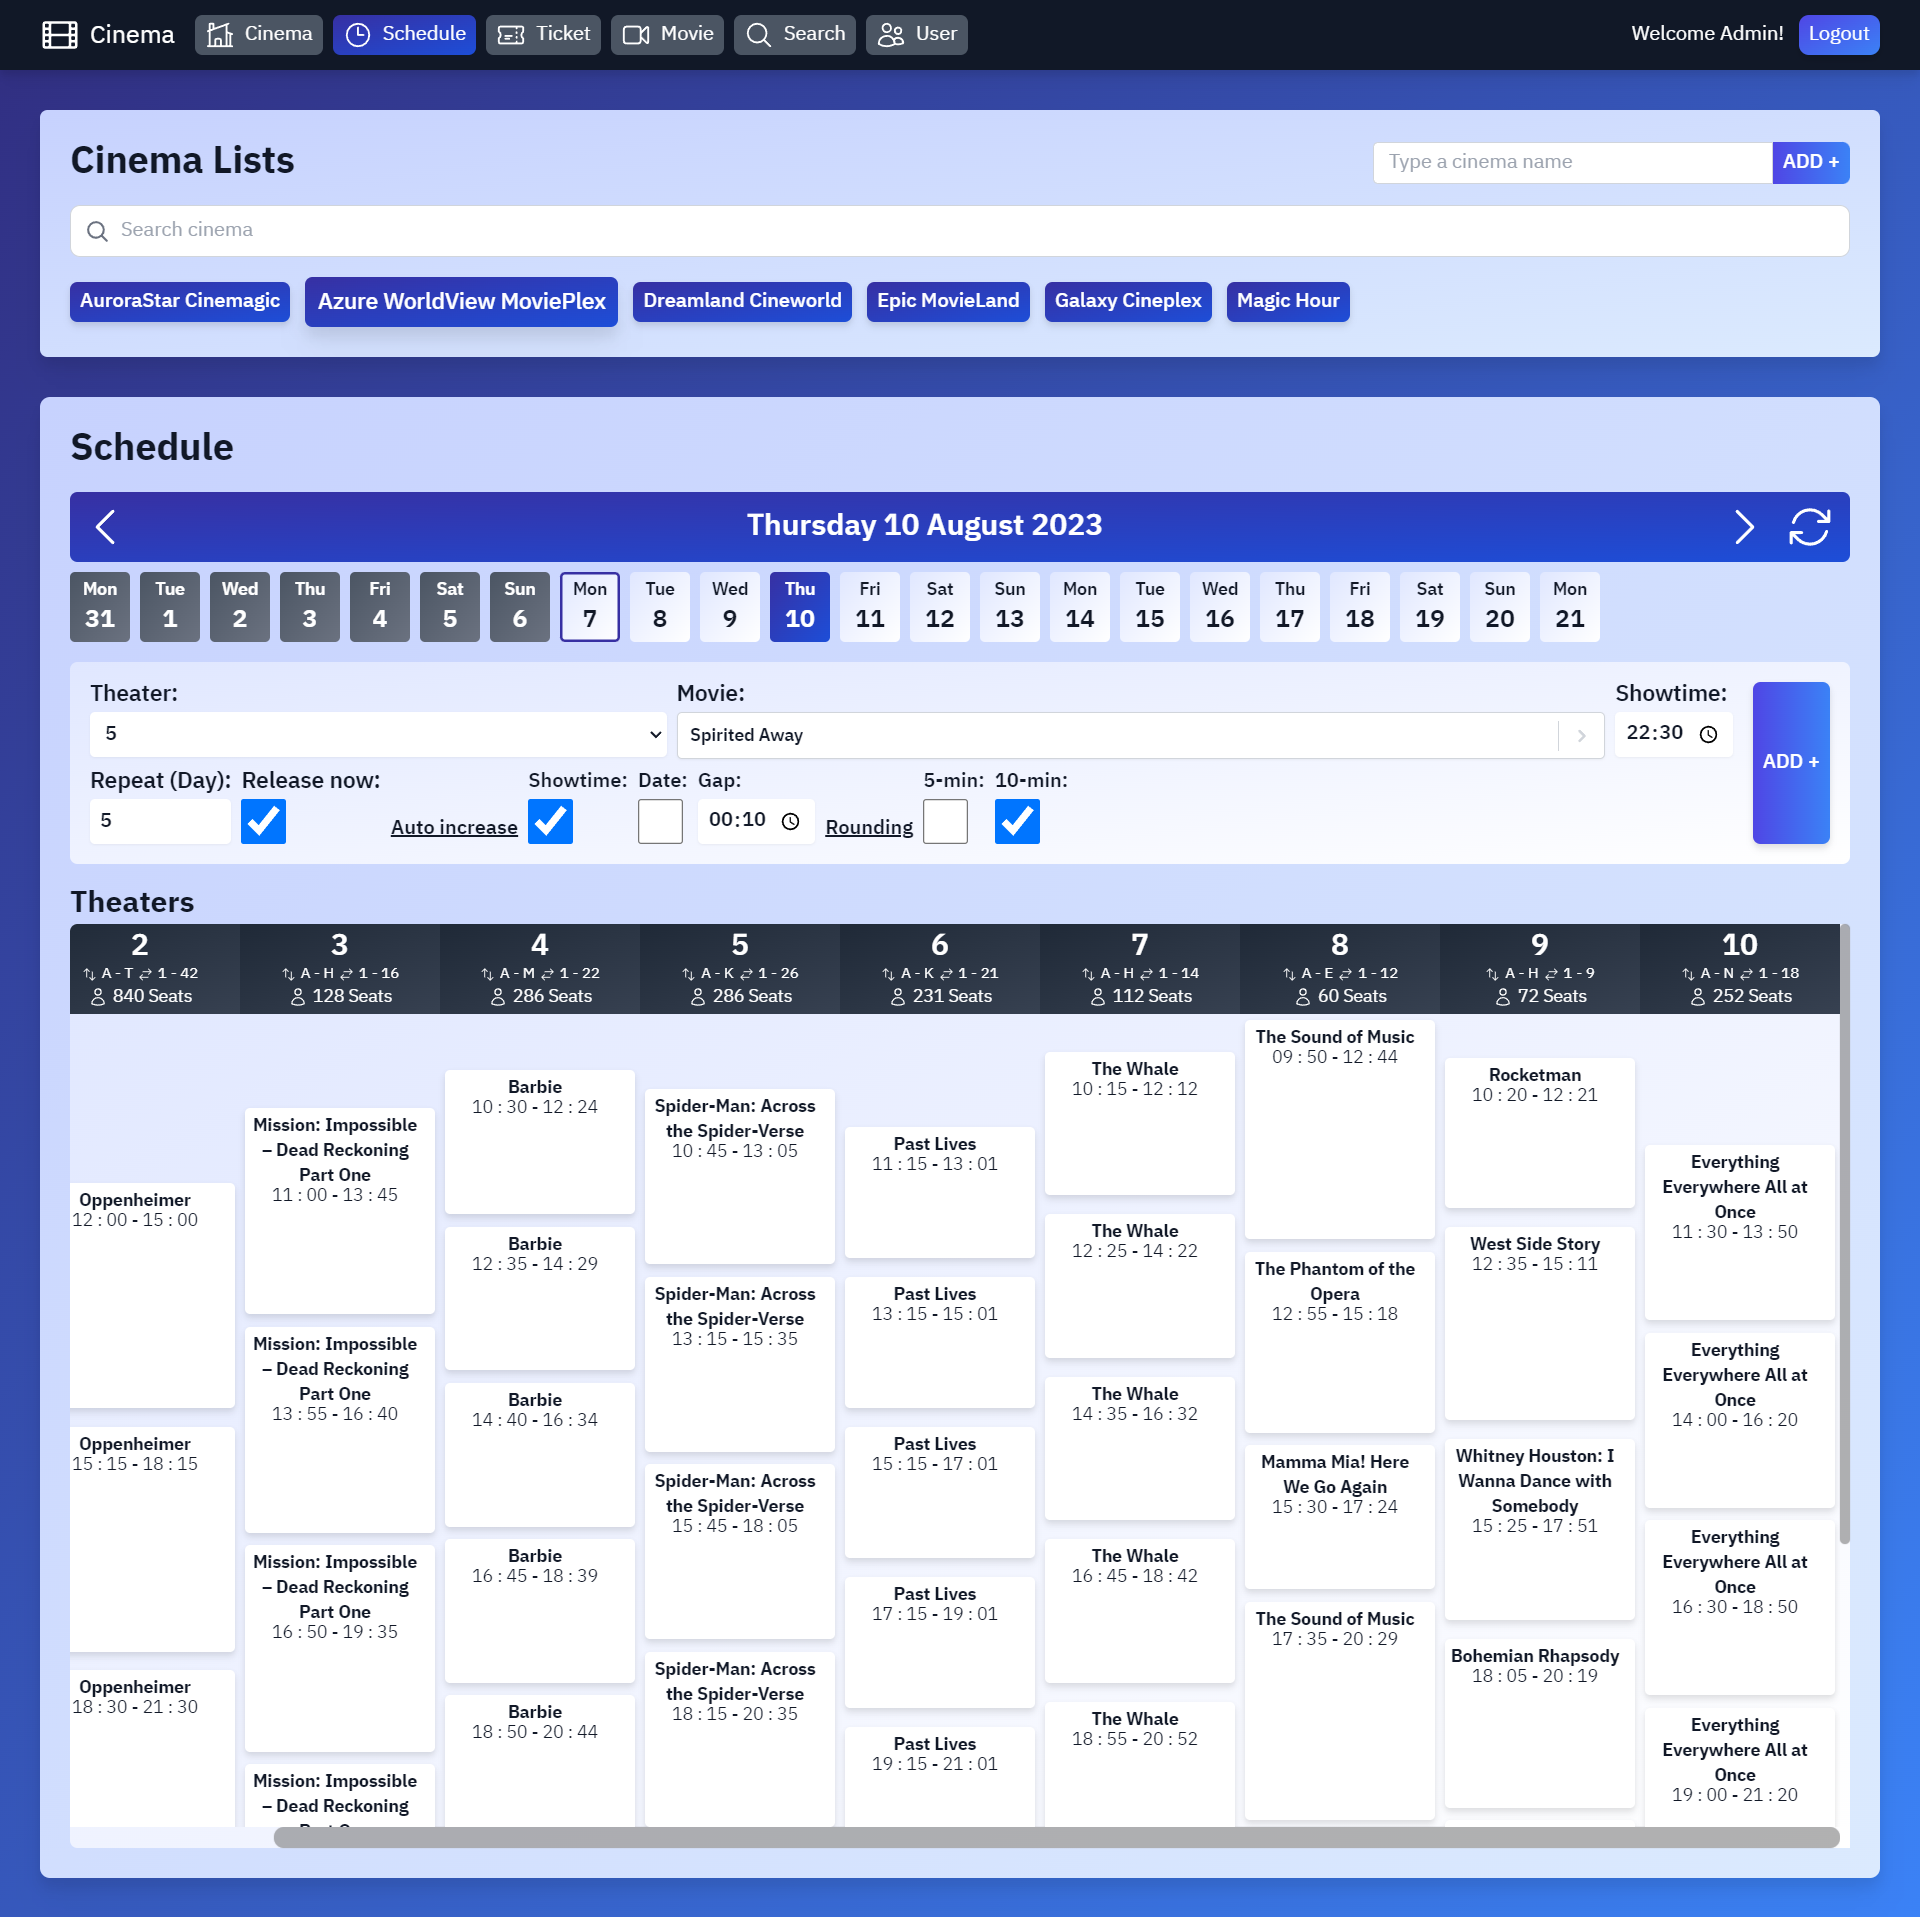 Cinema
Cinema
Schedule
Ticket
Movie
Search
User
Welcome Admin!
Logout
Cinema Lists
Type a cinema name
ADD +
Search cinema
AuroraStar Cinemagic
Azure WorldView MoviePlex
Dreamland Cineworld
Epic MovieLand
Galaxy Cineplex
Magic Hour
Schedule
Thursday 10 August 2023
Mon Tue Wed Thu Fri Sat Sun Mon Tue Wed Thu Fri Sat Sun Mon Tue Wed Thu Fri Sat Sun Mon
31 1 2 3 4 5 6 7 8 9 10 11 12 13 14 15 16 17 18 19 20 21
Theater:
5
Movie:
Spirited Away
Showtime:
22:30
ADD +
Repeat (Day):
5
Release now:
Auto increase
Showtime:
Date:
Gap:
00:10
Rounding
5-min:
10-min:
Theaters
2
A - T 1 - 42
840 Seats
3
A - H 1 - 16
128 Seats
4
A - M 1 - 22
286 Seats
5
A - K 1 - 26
286 Seats
6
A - K 1 - 21
231 Seats
7
A - H 1 - 14
112 Seats
8
A - E 1 - 12
60 Seats
9
A - H 1 - 9
72 Seats
10
A - N 1 - 18
252 Seats
Oppenheimer
12 : 00 - 15 : 00
Oppenheimer
15 : 15 - 18 : 15
Oppenheimer
18 : 30 - 21 : 30
Mission: Impossible
– Dead Reckoning
Part One
11 : 00 - 13 : 45
Mission: Impossible
– Dead Reckoning
Part One
13 : 55 - 16 : 40
Mission: Impossible
– Dead Reckoning
Part One
16 : 50 - 19 : 35
Mission: Impossible
– Dead Reckoning
Barbie
10 : 30 - 12 : 24
Barbie
12 : 35 - 14 : 29
Barbie
14 : 40 - 16 : 34
Barbie
16 : 45 - 18 : 39
Barbie
18 : 50 - 20 : 44
Spider-Man: Across
the Spider-Verse
10 : 45 - 13 : 05
Spider-Man: Across
the Spider-Verse
13 : 15 - 15 : 35
Spider-Man: Across
the Spider-Verse
15 : 45 - 18 : 05
Spider-Man: Across
the Spider-Verse
18 : 15 - 20 : 35
Past Lives
11 : 15 - 13 : 01
Past Lives
13 : 15 - 15 : 01
Past Lives
15 : 15 - 17 : 01
Past Lives
17 : 15 - 19 : 01
Past Lives
19 : 15 - 21 : 01
The Whale
10 : 15 - 12 : 12
The Whale
12 : 25 - 14 : 22
The Whale
14 : 35 - 16 : 32
The Whale
16 : 45 - 18 : 42
The Whale
18 : 55 - 20 : 52
The Sound of Music
09 : 50 - 12 : 44
The Phantom of the
Opera
12 : 55 - 15 : 18
Mamma Mia! Here
We Go Again
15 : 30 - 17 : 24
The Sound of Music
17 : 35 - 20 : 29
Rocketman
10 : 20 - 12 : 21
West Side Story
12 : 35 - 15 : 11
Whitney Houston: I
Wanna Dance with
Somebody
15 : 25 - 17 : 51
Bohemian Rhapsody
18 : 05 - 20 : 19
Everything
Everywhere All at
Once
11 : 30 - 13 : 50
Everything
Everywhere All at
Once
14 : 00 - 16 : 20
Everything
Everywhere All at
Once
16 : 30 - 18 : 50
Everything
Everywhere All at
Once
19 : 00 - 21 : 20